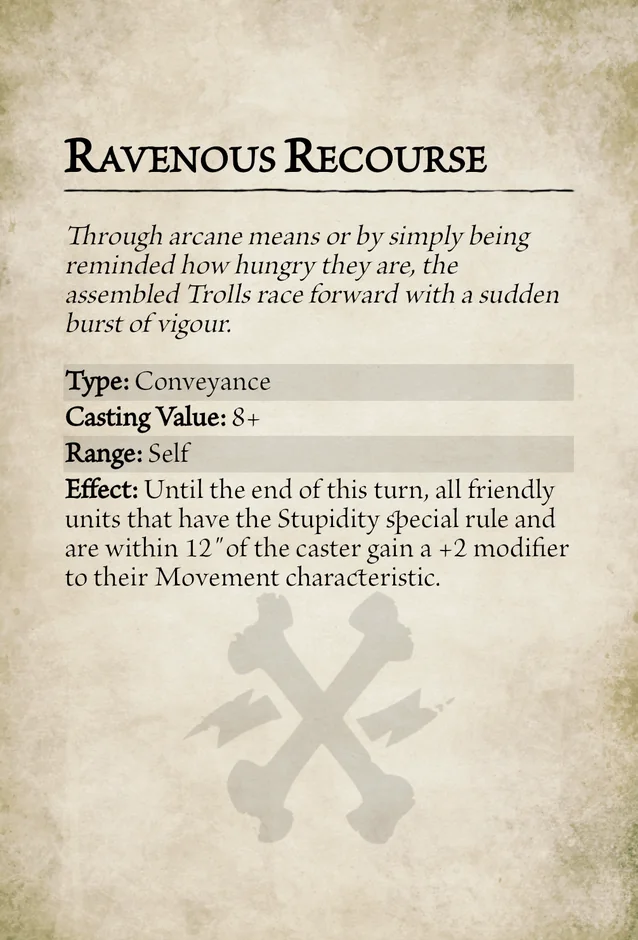 Ravenous Recourse
Through arcane means or by simply being
reminded how hungry they are, the
assembled Trolls race forward with a sudden
burst of vigour.
Type: Conveyance
Casting Value: 8+
Range: Self
Effect: Until the end of this turn, all friendly
units that have the Stupidity special rule and
are within 12" of the caster gain a +2 modifier
to their Movement characteristic.